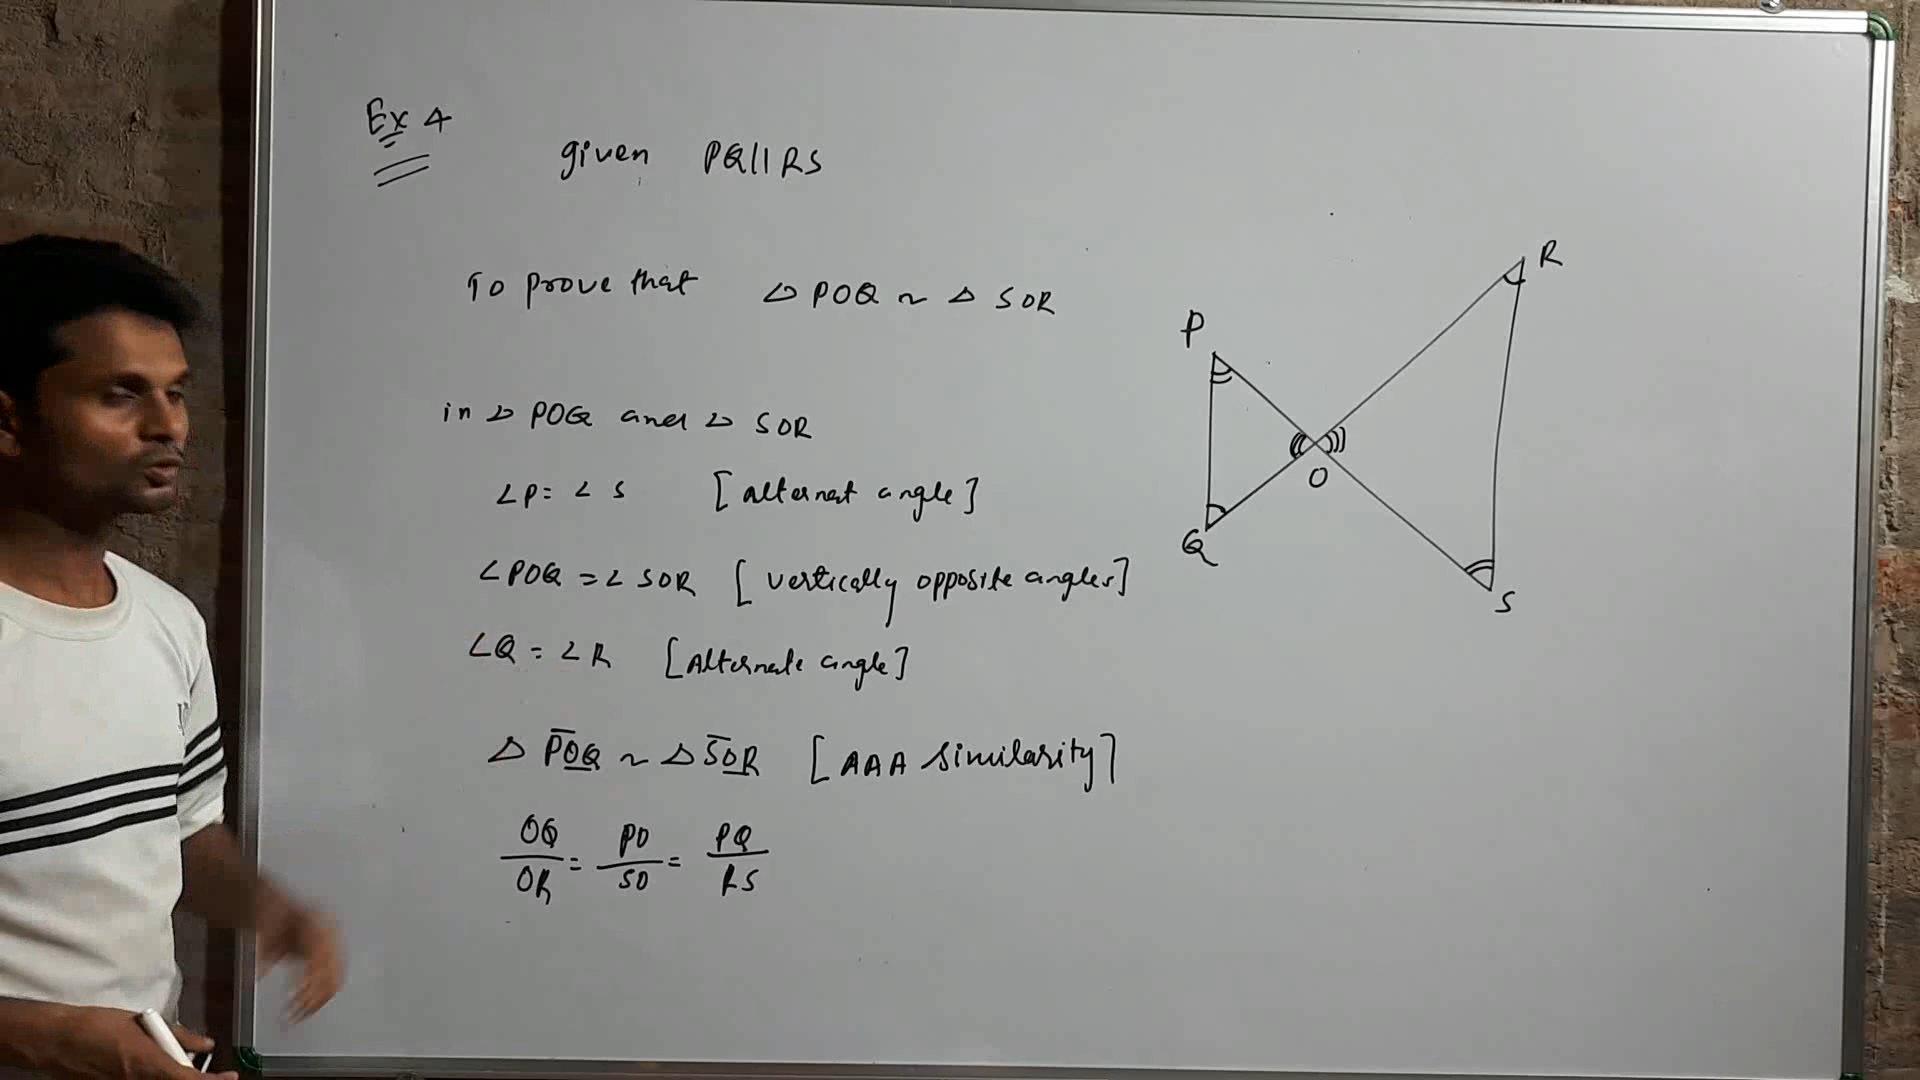 Ex 4
given PQ || RS
To prove that △ POQ ~ △ SOR
in △ POQ and △ SOR
∠P = ∠ S [alternat angle]
∠POQ = ∠ SOR [vertically opposite angles]
∠Q = ∠R [Alternate angle]
△ POQ ~ △ SOR [AAA similarity]
OQ/OR = PO/SO = PQ/RS
R
P
O
Q
S